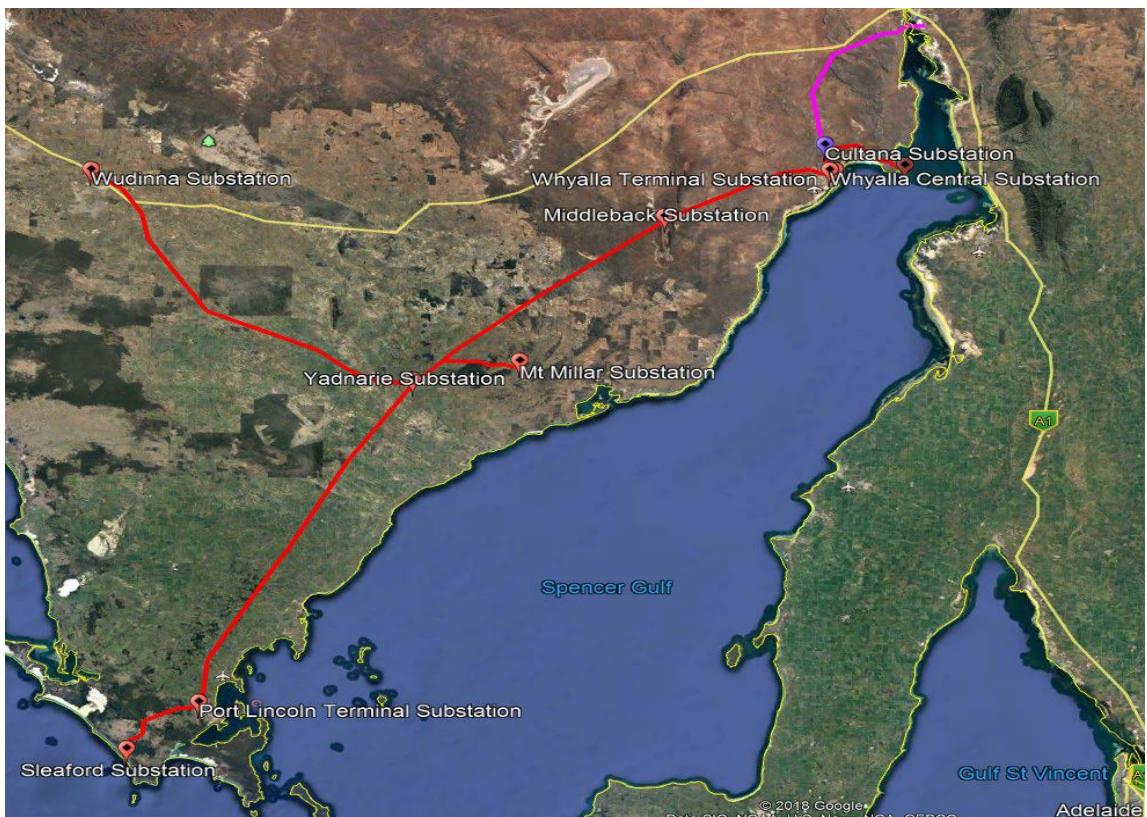 Cultana Substation
Wudinna Substation
Whyalla Terminal Substation
Whyalla Central Substation
Middleback Substation
Yadnarie Substation
Mt Millar Substation
A1
Spencer Gulf
Port Lincoln Terminal Substation
Sleaford Substation
Gulf St Vincent
© 2018 Google
Adelaide